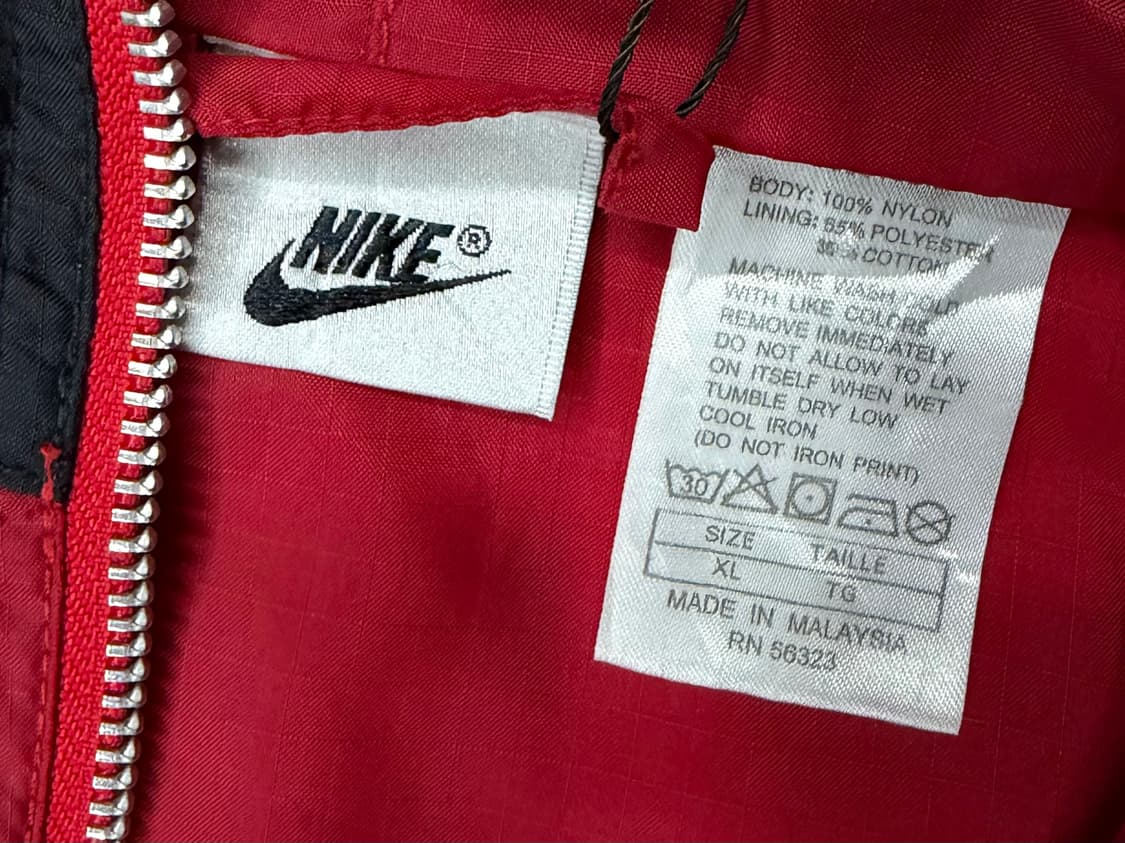 NIKE®
BODY: 100% NYLON
LINING: 65% POLYESTER
35% COTTON
MACHINE WASH COLD
WITH LIKE COLORS
REMOVE IMMEDIATELY
DO NOT ALLOW TO LAY
ON ITSELF WHEN WET
TUMBLE DRY LOW
COOL IRON
(DO NOT IRON PRINT)
30
SIZE TAILLE
XL TG
MADE IN MALAYSIA
RN 56323